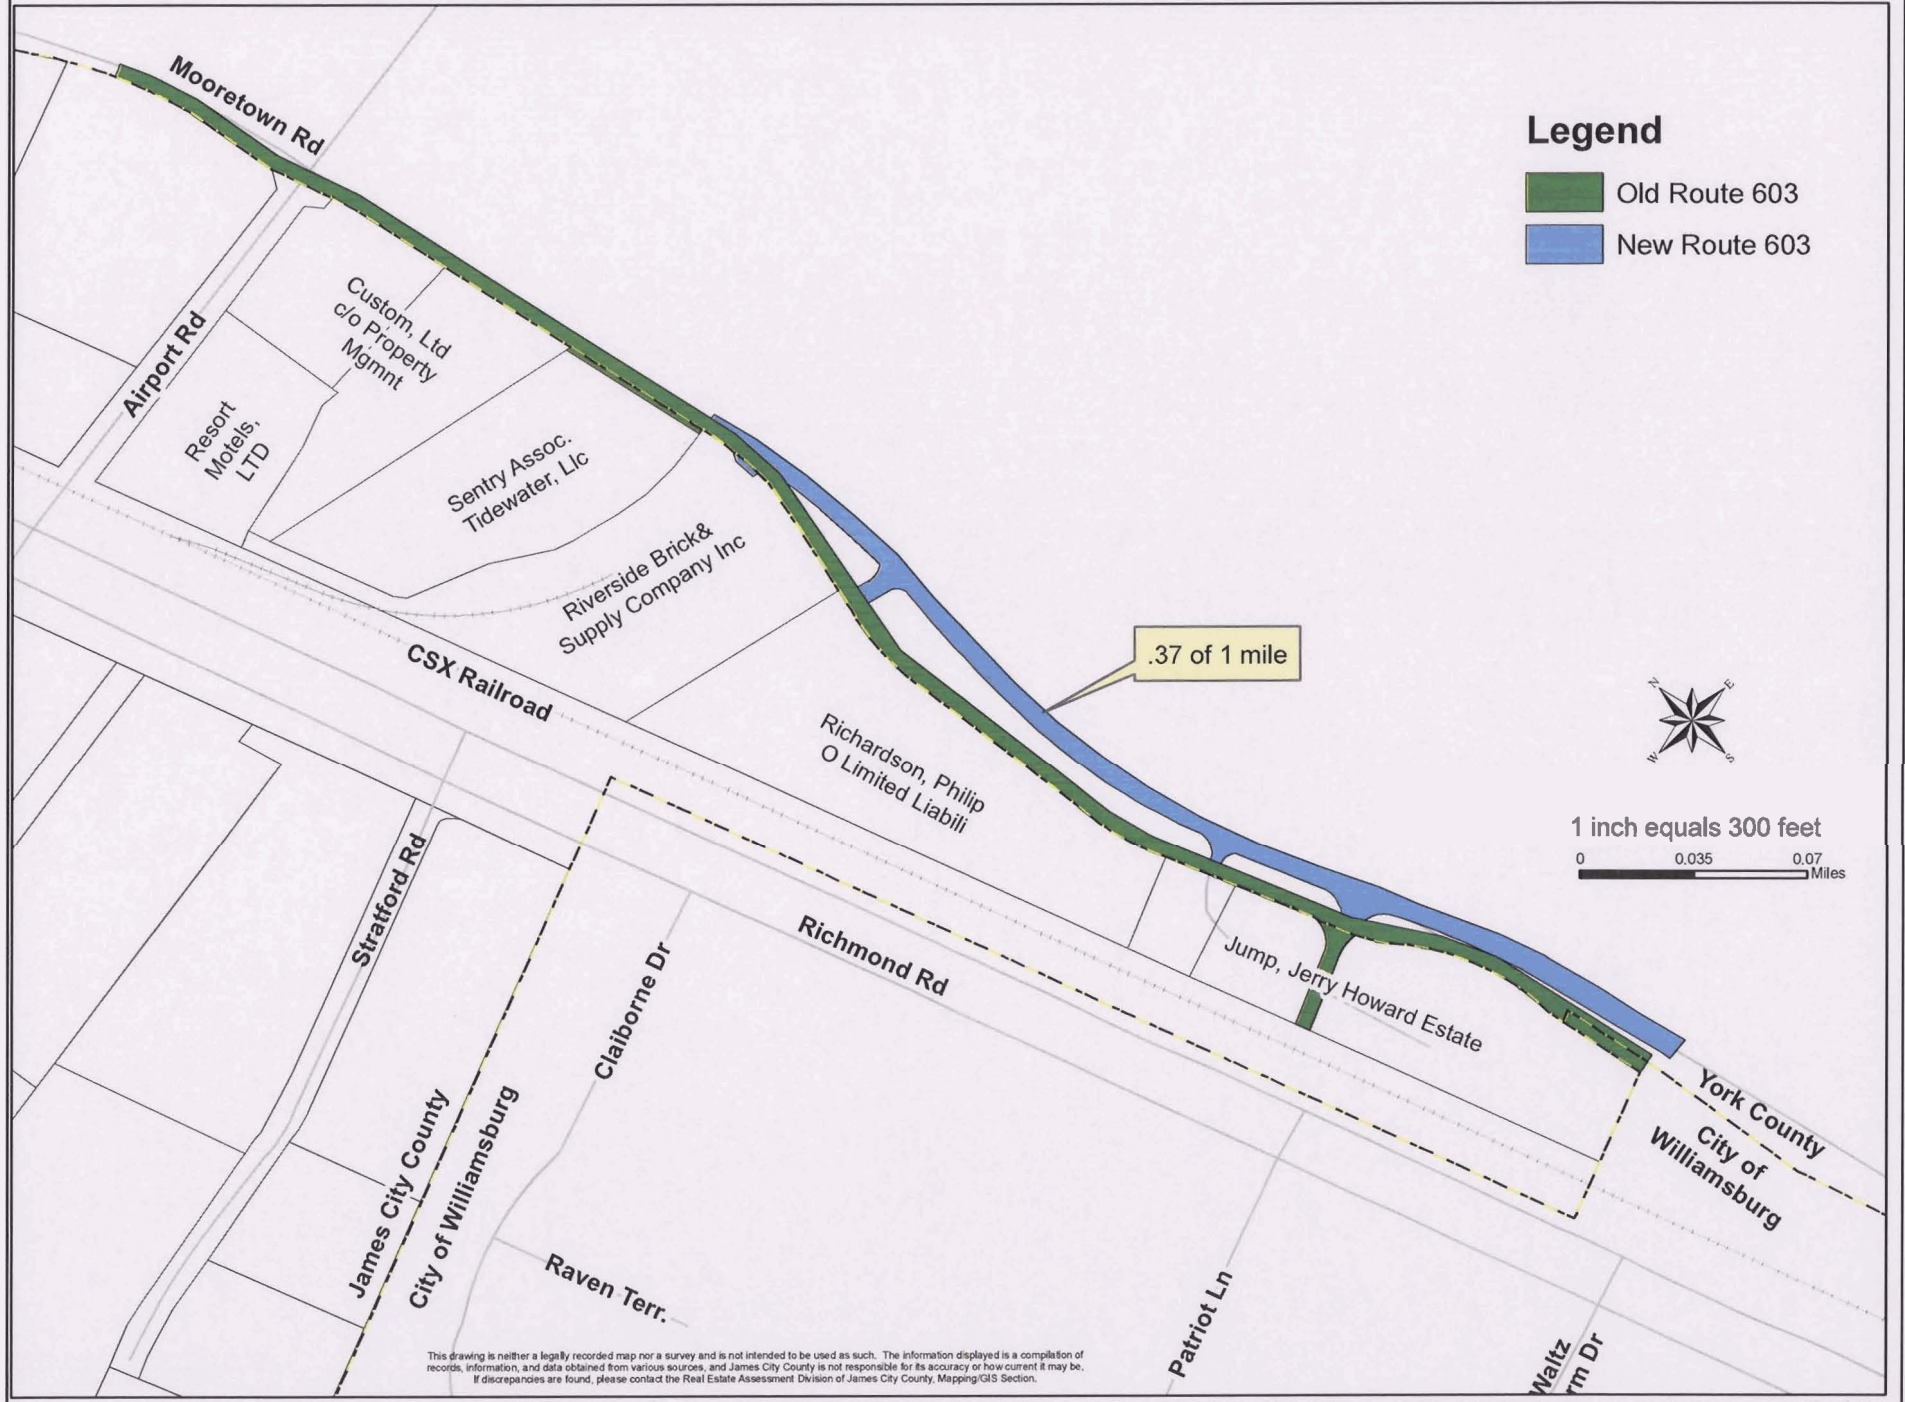 Mooretown Rd
Legend
Old Route 603
New Route 603
Airport Rd
Custom, Ltd
c/o Property
Mgmnt
Resort
Motels,
LTD
Sentry Assoc.
Tidewater, Llc
Riverside Brick&
Supply Company Inc
CSX Railroad
.37 of 1 mile
N
E
W
S
Richardson, Philip
O Limited Liabili
1 inch equals 300 feet
0 0.035 0.07
Miles
Stratford Rd
Richmond Rd
Claiborne Dr
Jump, Jerry Howard Estate
York County
City of
Williamsburg
James City County
City of Williamsburg
Raven Terr.
Patriot Ln
Waltz
rm Dr
This drawing is neither a legally recorded map nor a survey and is not intended to be used as such. The information displayed is a compilation of
records, information, and data obtained from various sources, and James City County is not responsible for its accuracy or how current it may be.
If discrepancies are found, please contact the Real Estate Assessment Division of James City County, Mapping/GIS Section.